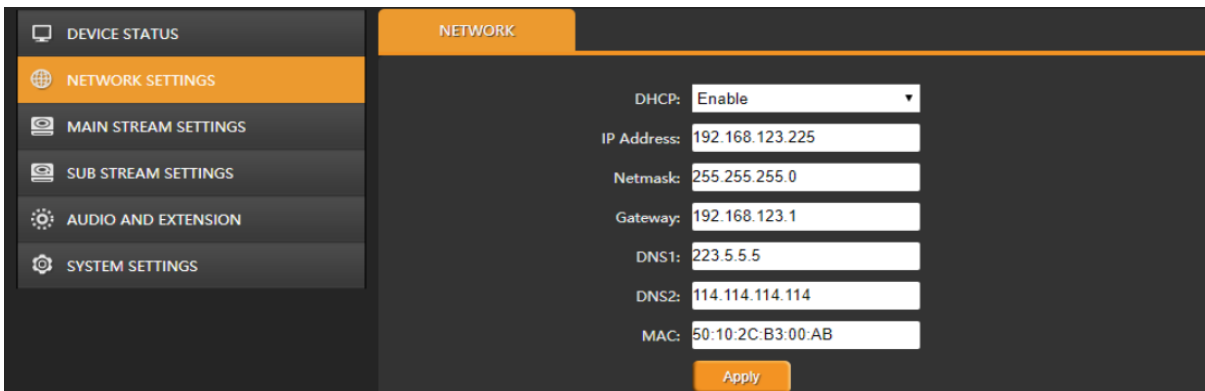 DEVICE STATUS
NETWORK SETTINGS
MAIN STREAM SETTINGS
SUB STREAM SETTINGS
AUDIO AND EXTENSION
SYSTEM SETTINGS
NETWORK
DHCP: Enable
IP Address: 192.168.123.225
Netmask: 255.255.255.0
Gateway: 192.168.123.1
DNS1: 223.5.5.5
DNS2: 114.114.114.114
MAC: 50:10:2C:B3:00:AB
Apply